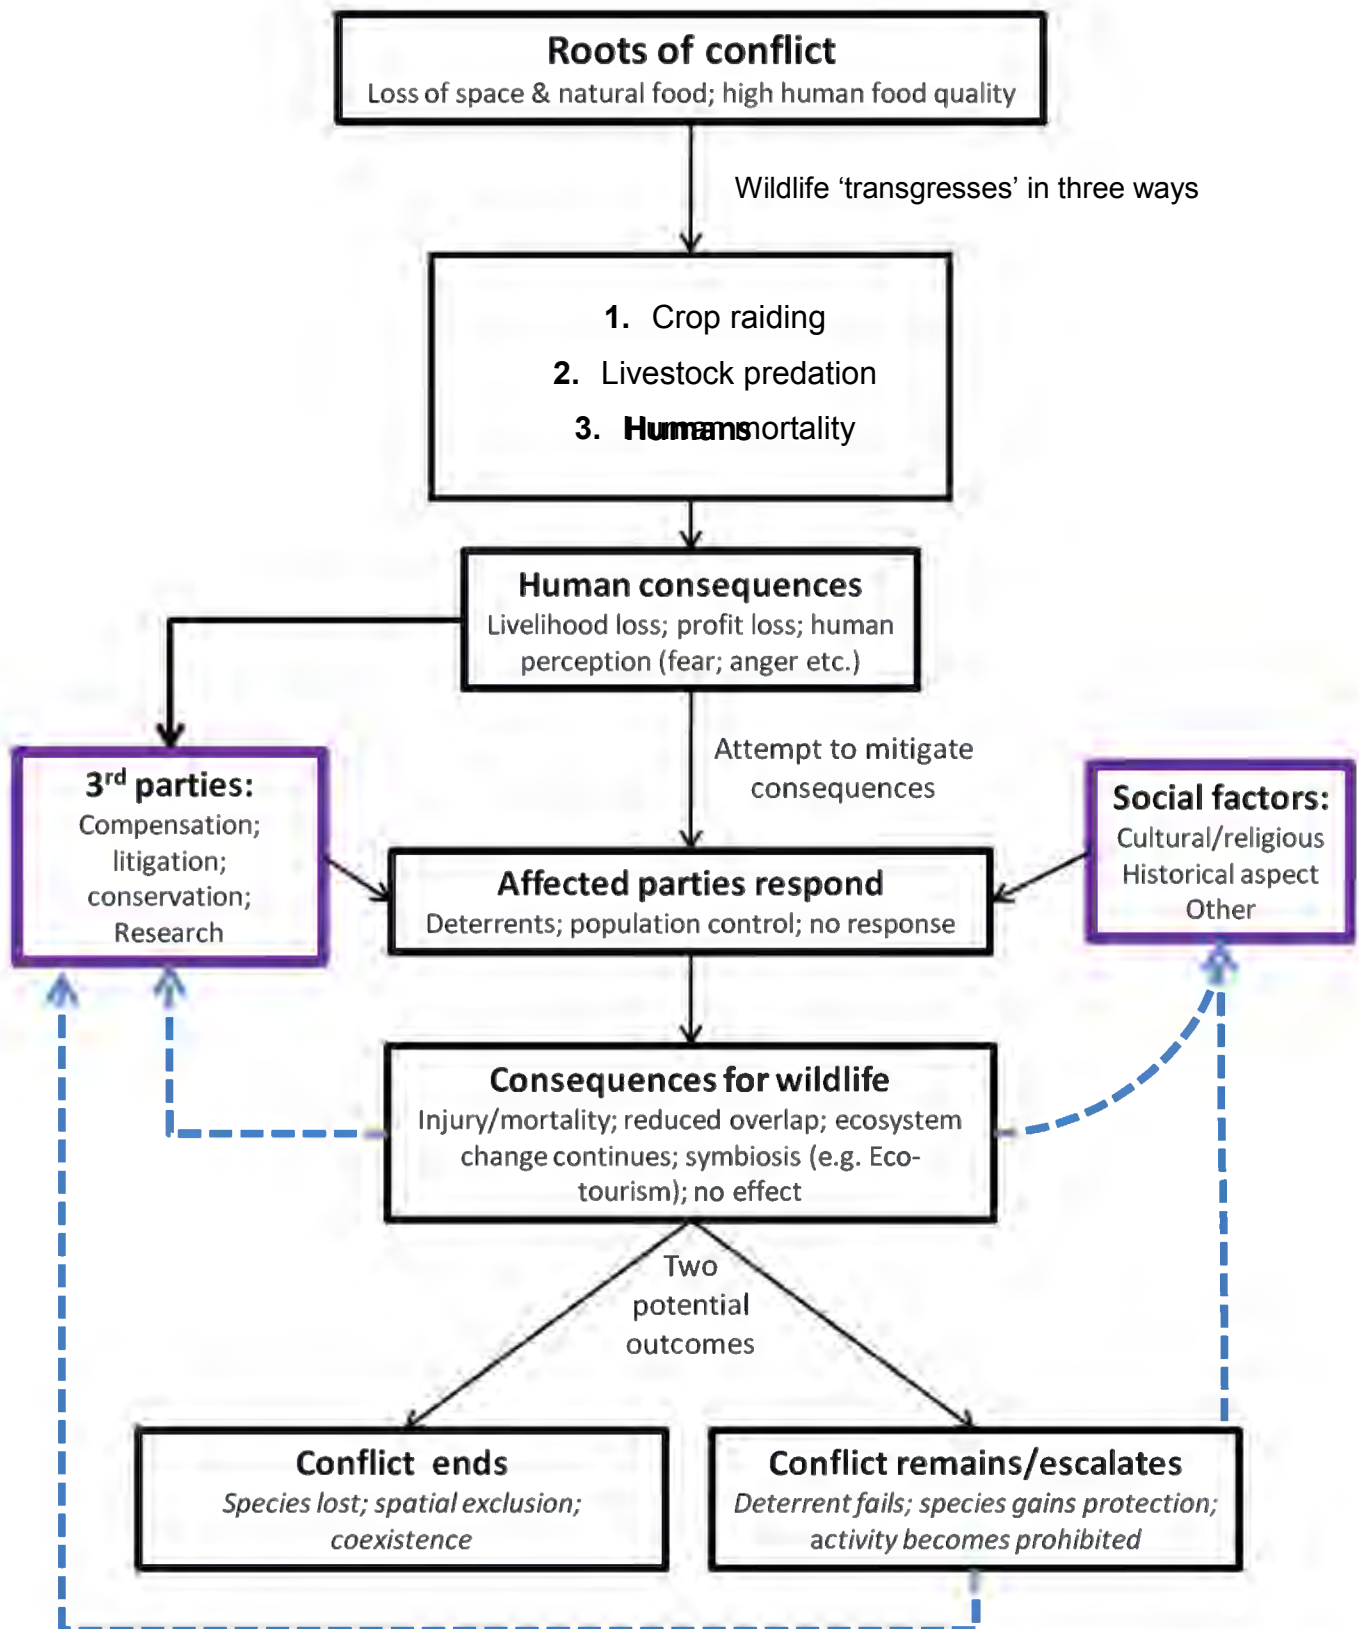 Roots of conflict
Loss of space & natural food; high human food quality
Wildlife ‘transgresses’ in three ways
1. Crop raiding
2. Livestock predation
3. Humans mortality
Human consequences
Livelihood loss; profit loss; human
perception (fear; anger etc.)
Attempt to mitigate
consequences
3rd parties:
Compensation;
litigation;
conservation;
Research
Social factors:
Cultural/religious
Historical aspect
Other
Affected parties respond
Deterrents; population control; no response
Consequences for wildlife
Injury/mortality; reduced overlap; ecosystem
change continues; symbiosis (e.g. Eco-
tourism); no effect
Two
potential
outcomes
Conflict ends
Species lost; spatial exclusion;
coexistence
Conflict remains/escalates
Deterrent fails; species gains protection;
activity becomes prohibited